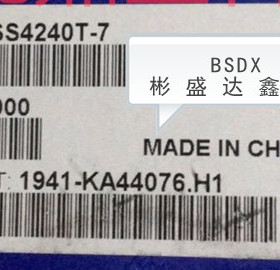 SS4240T-7
BSDX
彬盛达鑫
000
MADE IN CH
T: 1941-KA44076.H1